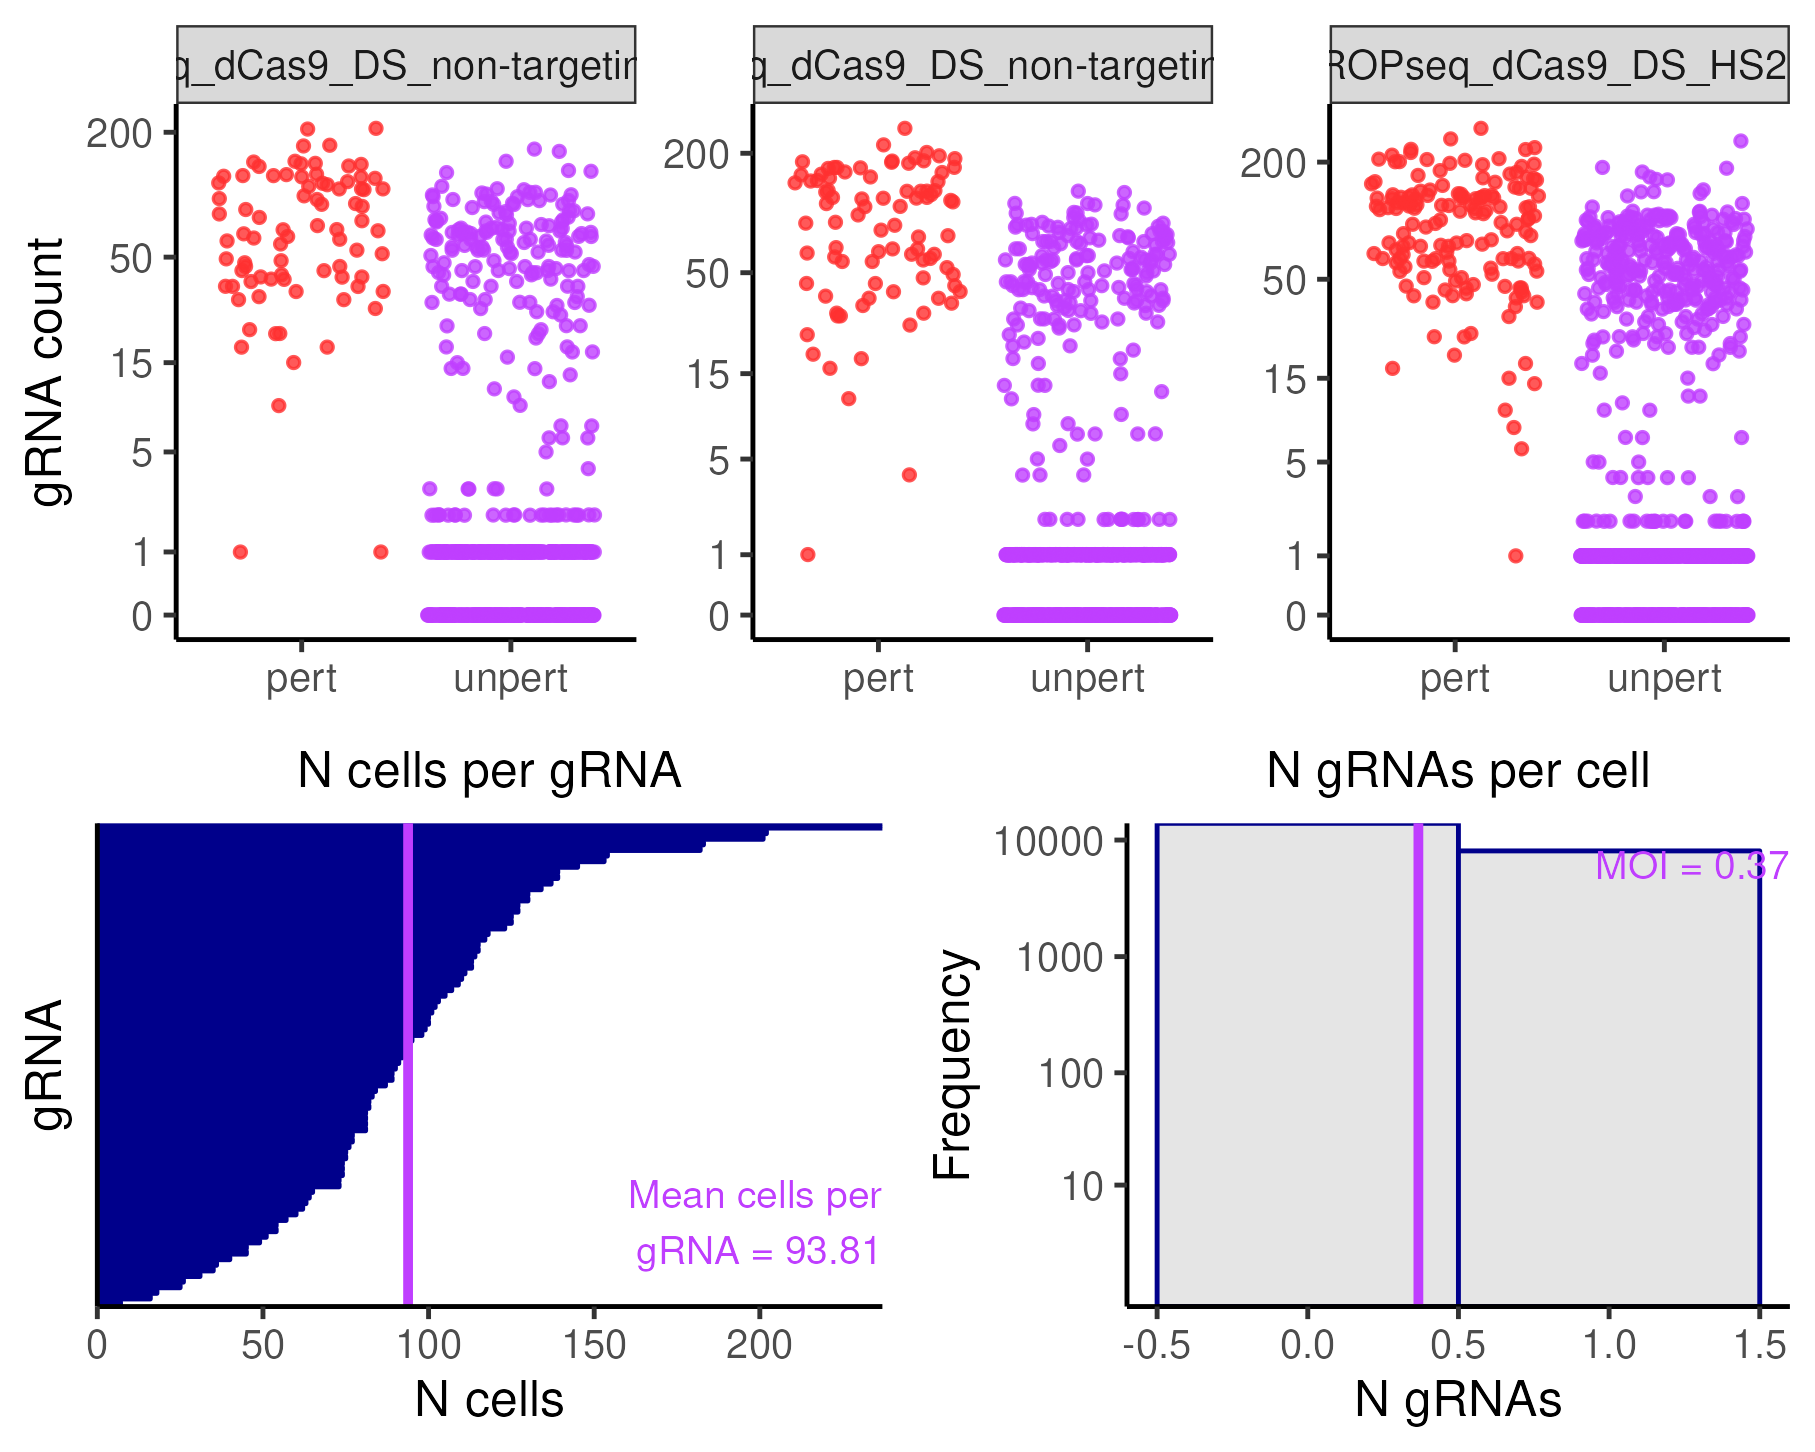 q_dCas9_DS_non-targetin
q_dCas9_DS_non-targetin
ROPseq_dCas9_DS_HS2
gRNA count
200
50
15
5
1
0
200
50
15
5
1
0
200
50
15
5
1
0
pert unpert
pert unpert
pert unpert
N cells per gRNA
gRNA
Mean cells per
gRNA = 93.81
0 50 100 150 200
N cells
N gRNAs per cell
Frequency
10000
1000
100
10
MOI = 0.37
-0.5 0.0 0.5 1.0 1.5
N gRNAs